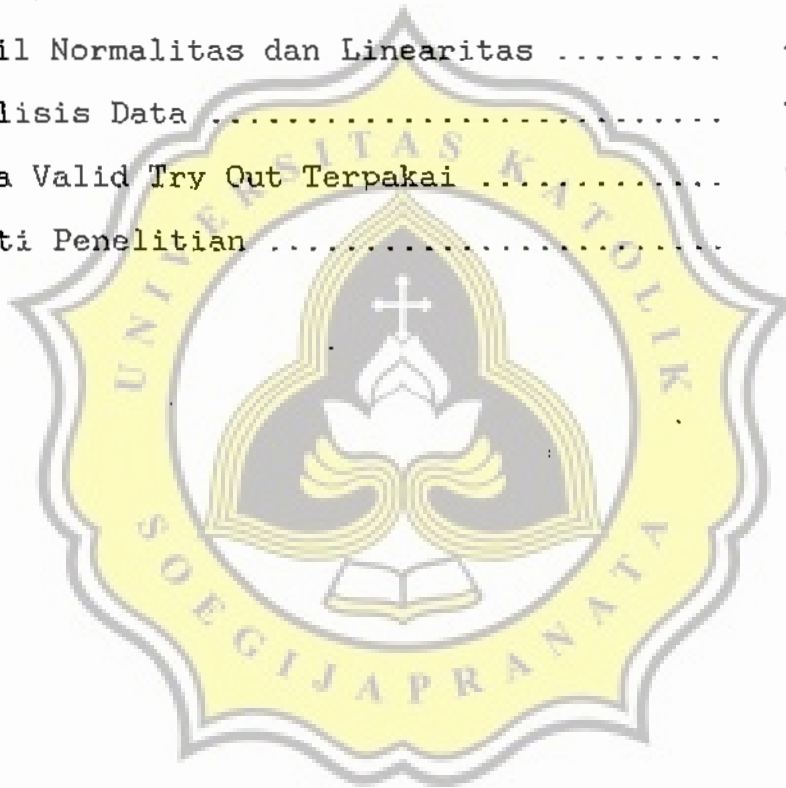 il Normalitas dan Linearitas .........
lisis Data ...........................
a Valid Try Out Terpakai .............
ti Penelitian ........................
UNIVERSITAS KATOLIK
SOEGIJAPRANATA